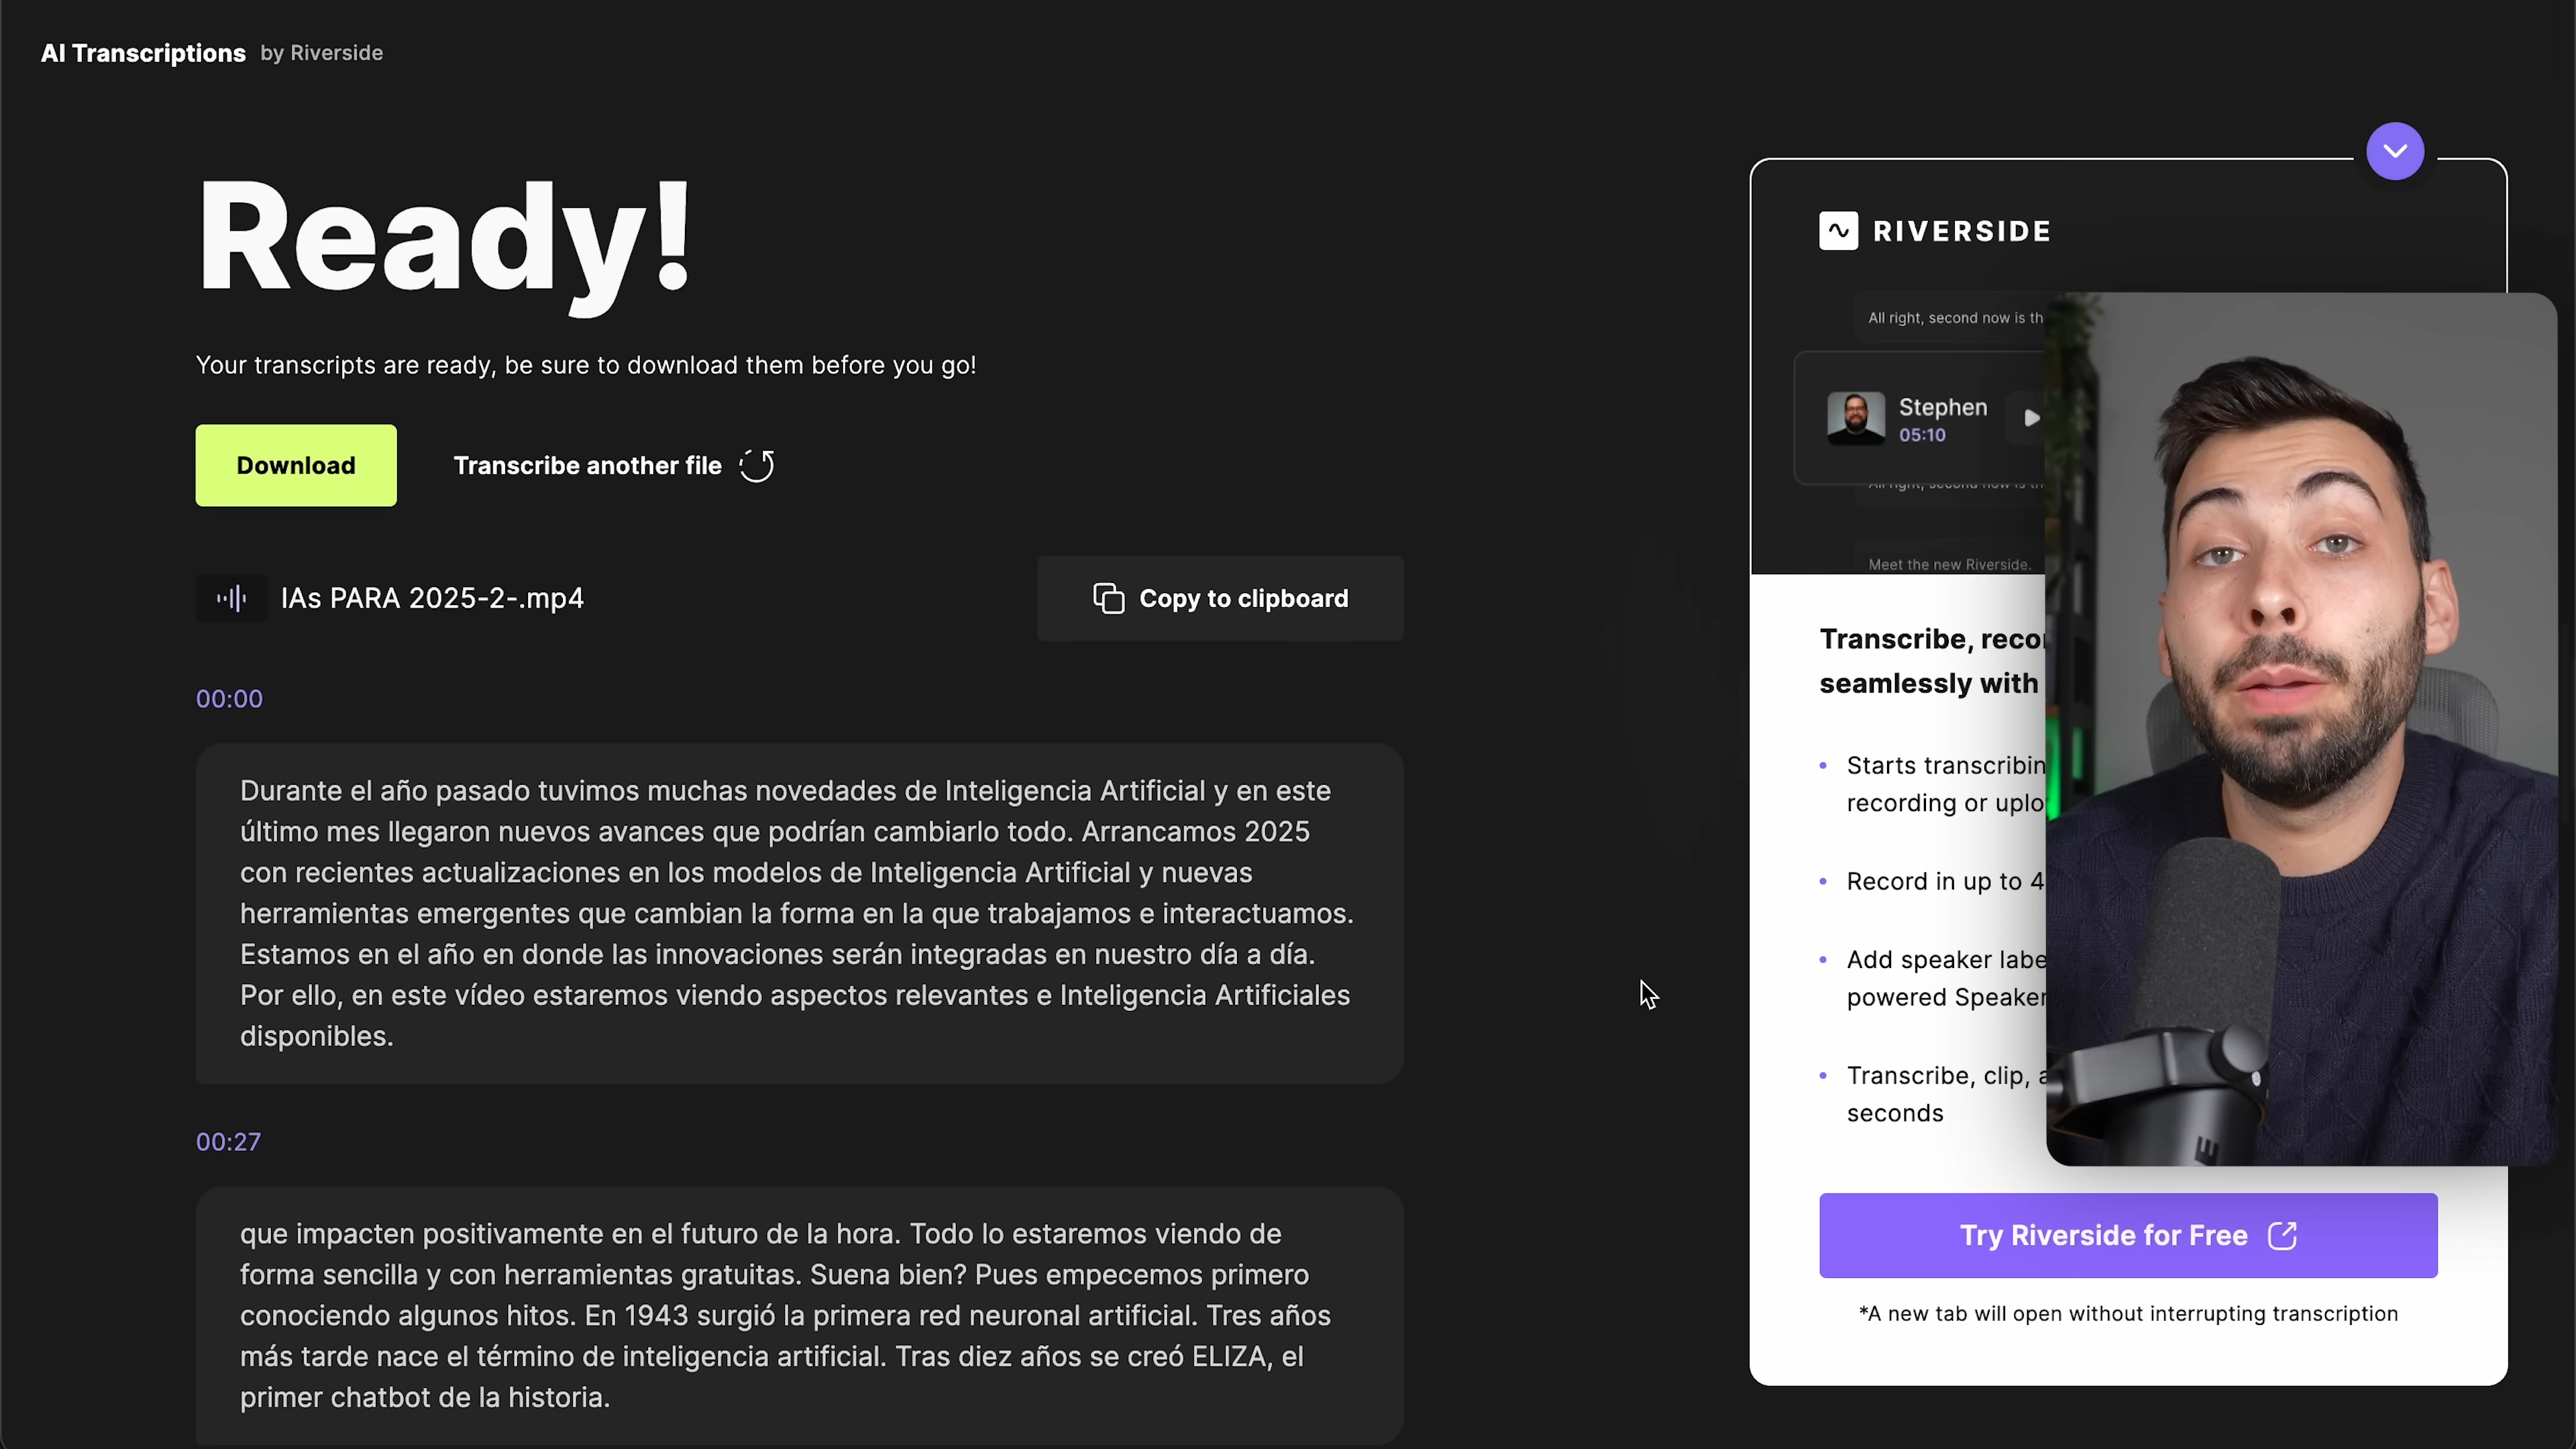 AI Transcriptions by Riverside
Ready!
Your transcripts are ready, be sure to download them before you go!
Download
Transcribe another file
IAs PARA 2025-2-.mp4
Copy to clipboard
00:00
Durante el año pasado tuvimos muchas novedades de Inteligencia Artificial y en este
último mes llegaron nuevos avances que podrían cambiarlo todo. Arrancamos 2025
con recientes actualizaciones en los modelos de Inteligencia Artificial y nuevas
herramientas emergentes que cambian la forma en la que trabajamos e interactuamos.
Estamos en el año en donde las innovaciones serán integradas en nuestro día a día.
Por ello, en este vídeo estaremos viendo aspectos relevantes e Inteligencia Artificiales
disponibles.
00:27
que impacten positivamente en el futuro de la hora. Todo lo estaremos viendo de
forma sencilla y con herramientas gratuitas. Suena bien? Pues empecemos primero
conociendo algunos hitos. En 1943 surgió la primera red neuronal artificial. Tres años
más tarde nace el término de inteligencia artificial. Tras diez años se creó ELIZA, el
primer chatbot de la historia.
RIVERSIDE
All right, second now is th
Stephen
05:10
All right, second now is th
Meet the new Riverside.
Transcribe, reco
seamlessly with
Starts transcribin
recording or uplo
Record in up to 4
Add speaker labe
powered Speaker
Transcribe, clip,
seconds
Try Riverside for Free
*A new tab will open without interrupting transcription